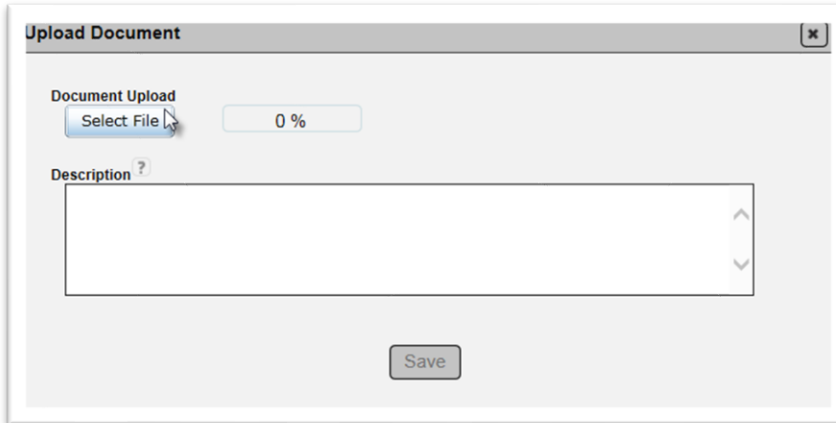 Upload Document
Document Upload
Select File 0 %
Description ?
Save